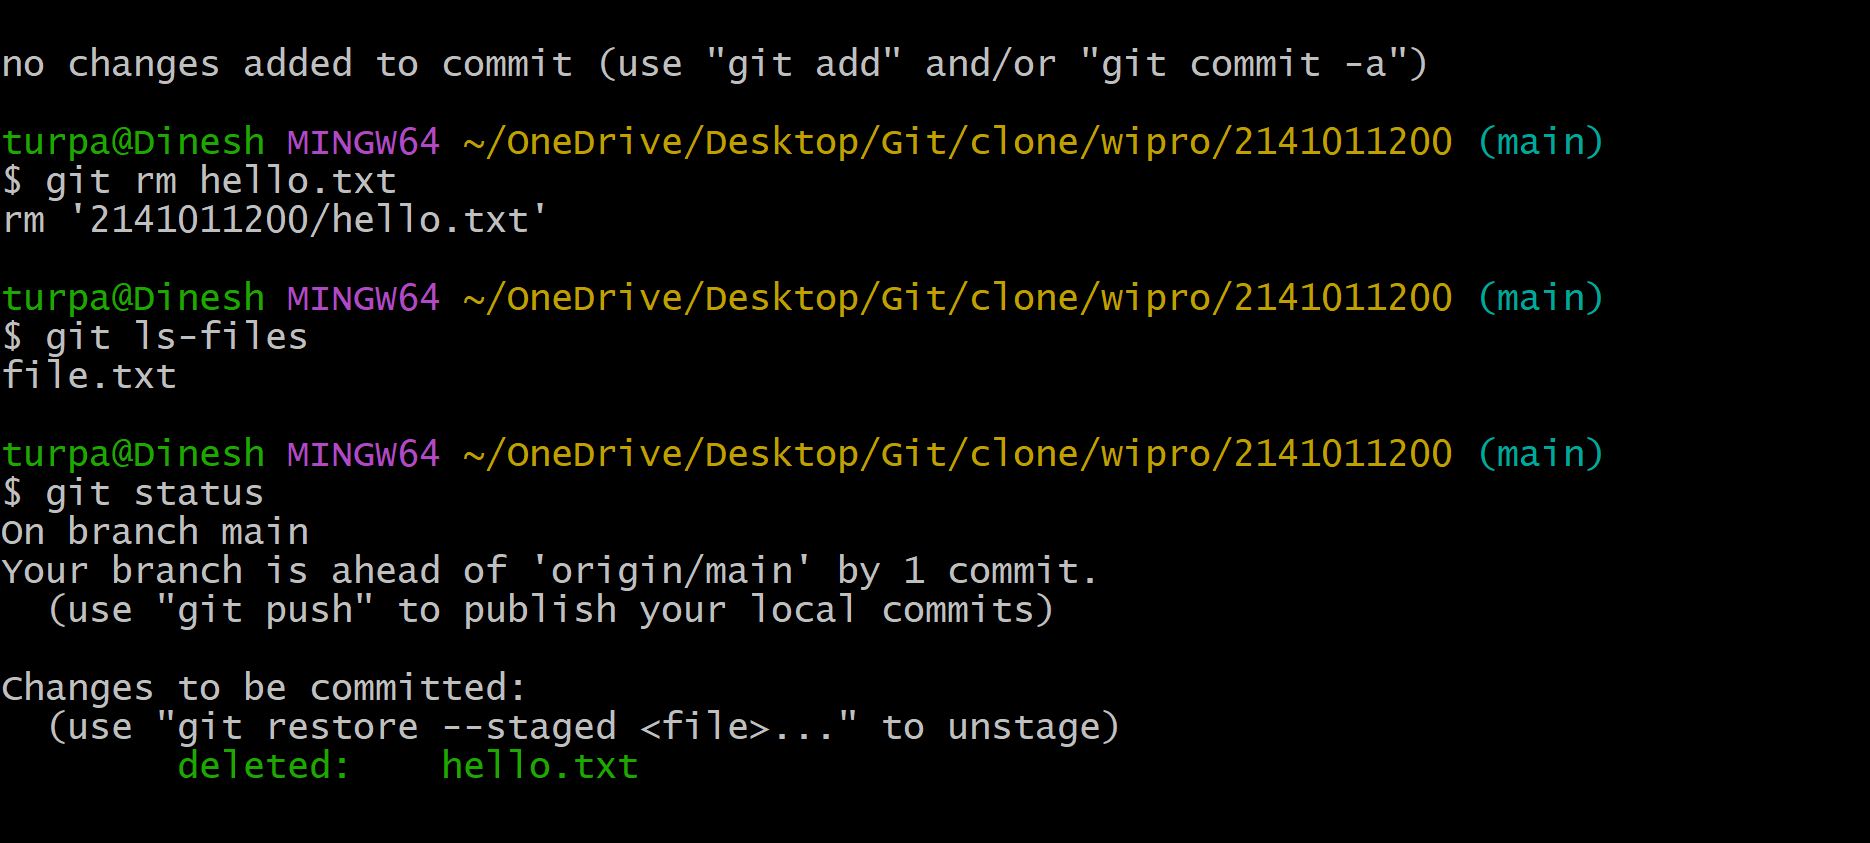 no changes added to commit (use "git add" and/or "git commit -a")
turpa@Dinesh MINGW64 ~/OneDrive/Desktop/Git/clone/wipro/2141011200 (main)
$ git rm hello.txt
rm '2141011200/hello.txt'
turpa@Dinesh MINGW64 ~/OneDrive/Desktop/Git/clone/wipro/2141011200 (main)
$ git ls-files
file.txt
turpa@Dinesh MINGW64 ~/OneDrive/Desktop/Git/clone/wipro/2141011200 (main)
$ git status
On branch main
Your branch is ahead of 'origin/main' by 1 commit.
  (use "git push" to publish your local commits)
Changes to be committed:
  (use "git restore --staged <file>..." to unstage)
        deleted:    hello.txt